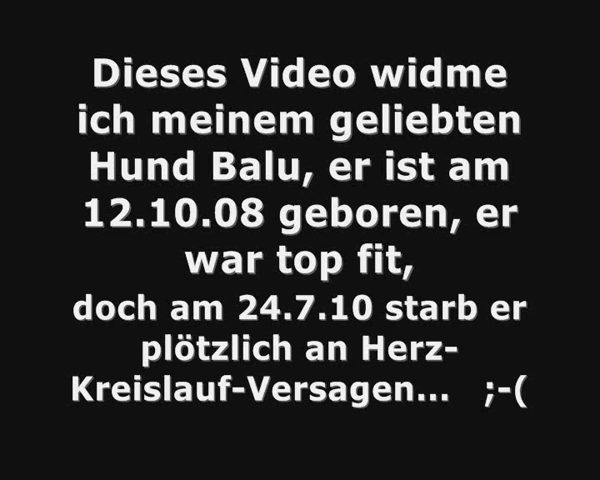 Dieses Video widme
ich meinem geliebten
Hund Balu, er ist am
12.10.08 geboren, er
war top fit,
doch am 24.7.10 starb er
plötzlich an Herz-
Kreislauf-Versagen... ;-(